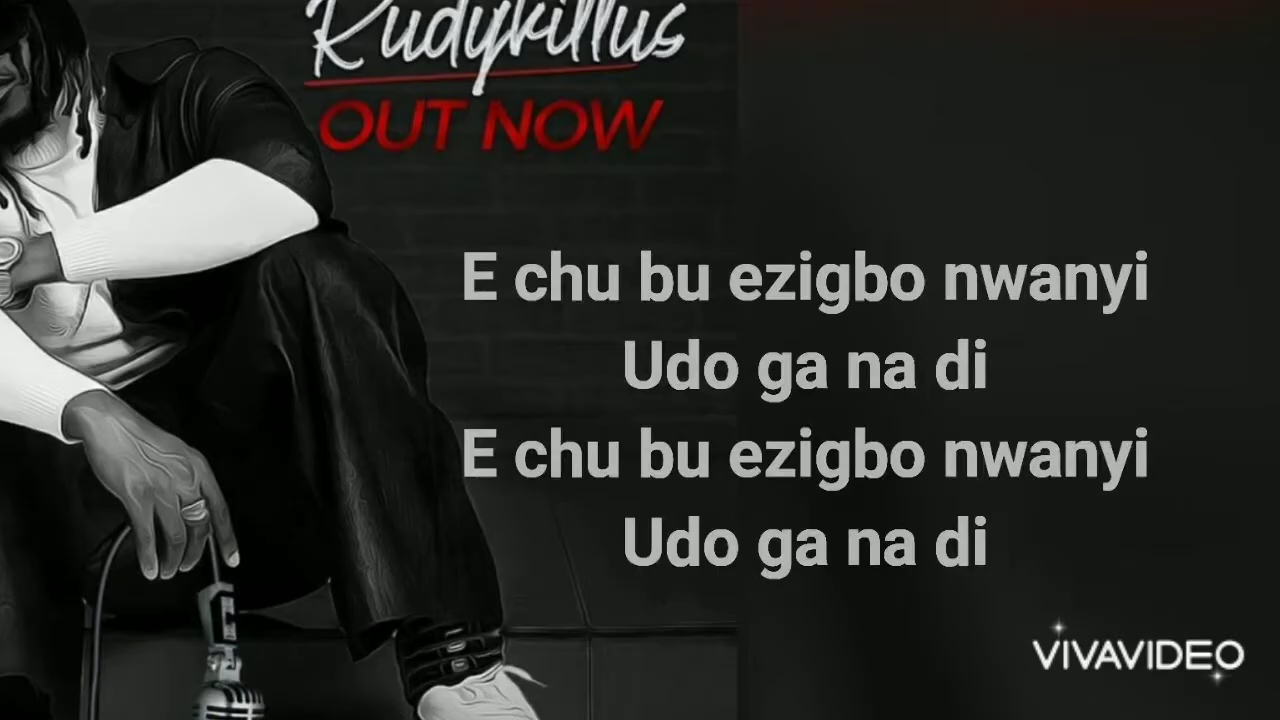 Rudykillus
OUT NOW
E chu bu ezigbo nwanyi
Udo ga na di
E chu bu ezigbo nwanyi
Udo ga na di
VIVAVIDEO